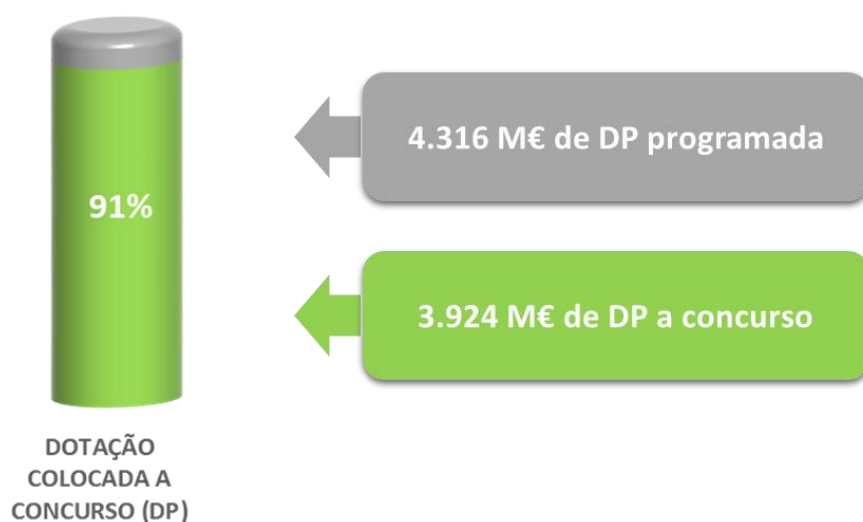 91%
4.316 M€ de DP programada
3.924 M€ de DP a concurso
DOTAÇÃO
COLOCADA A
CONCURSO (DP)